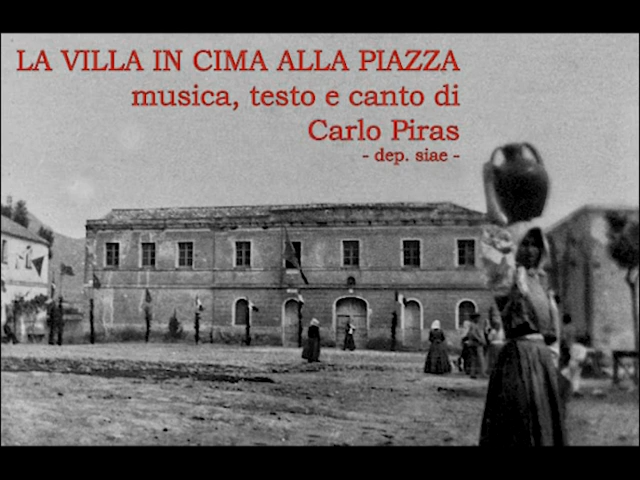 LA VILLA IN CIMA ALLA PIAZZA
musica, testo e canto di
Carlo Piras
- dep. siae -